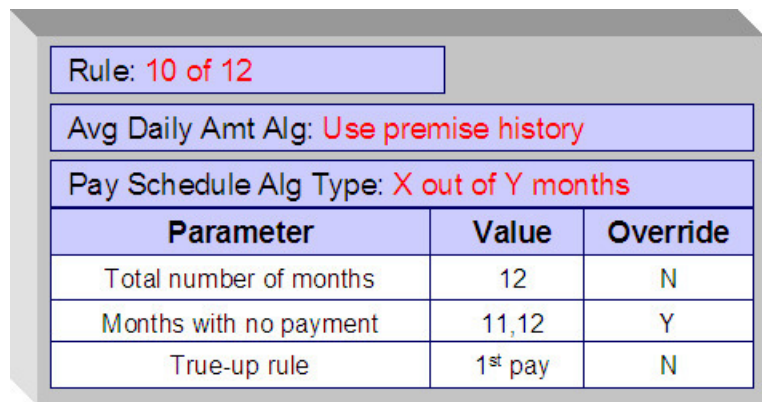 Rule: 10 of 12
Avg Daily Amt Alg: Use premise history
Pay Schedule Alg Type: X out of Y months
Parameter Value Override
Total number of months 12 N
Months with no payment 11,12 Y
True-up rule 1st pay N